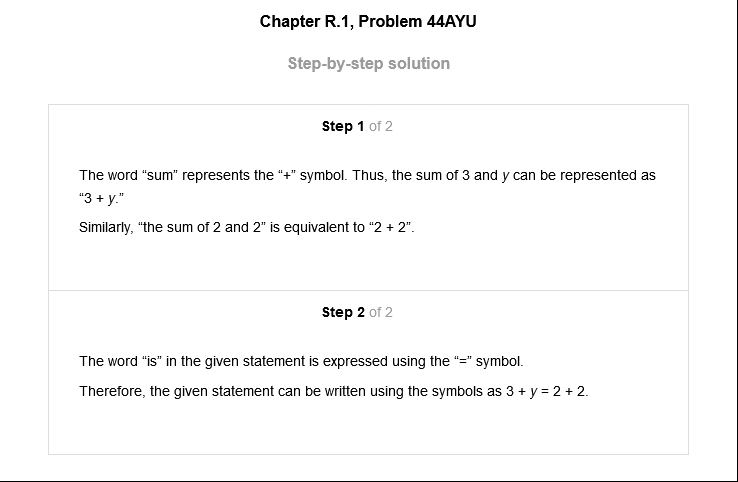 Chapter R.1, Problem 44AYU
Step-by-step solution
Step 1 of 2
The word “sum” represents the “+” symbol. Thus, the sum of 3 and y can be represented as
“3 + y.”
Similarly, “the sum of 2 and 2” is equivalent to “2 + 2”.
Step 2 of 2
The word “is” in the given statement is expressed using the “=” symbol.
Therefore, the given statement can be written using the symbols as 3 + y = 2 + 2.